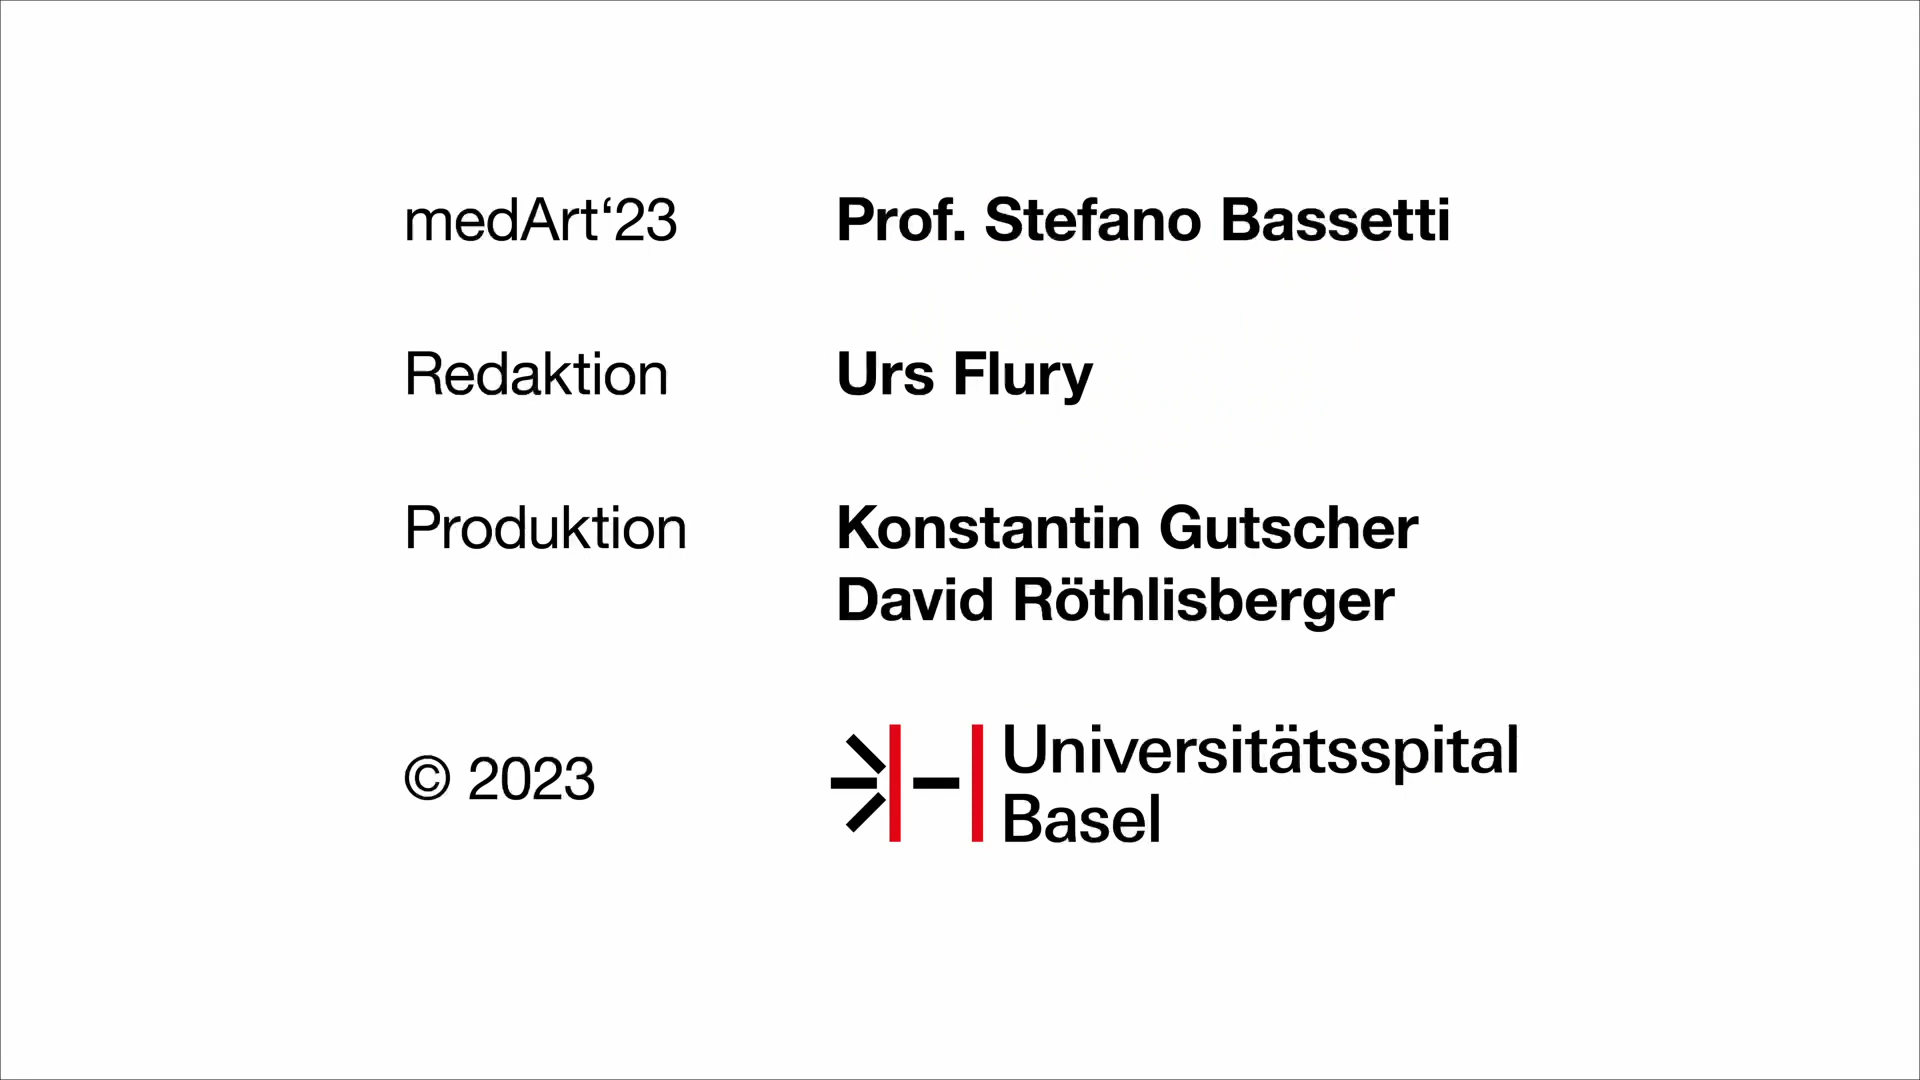 medArt‘23 Prof. Stefano Bassetti
Redaktion Urs Flury
Produktion Konstantin Gutscher
David Röthlisberger
© 2023 Universitätsspital
Basel